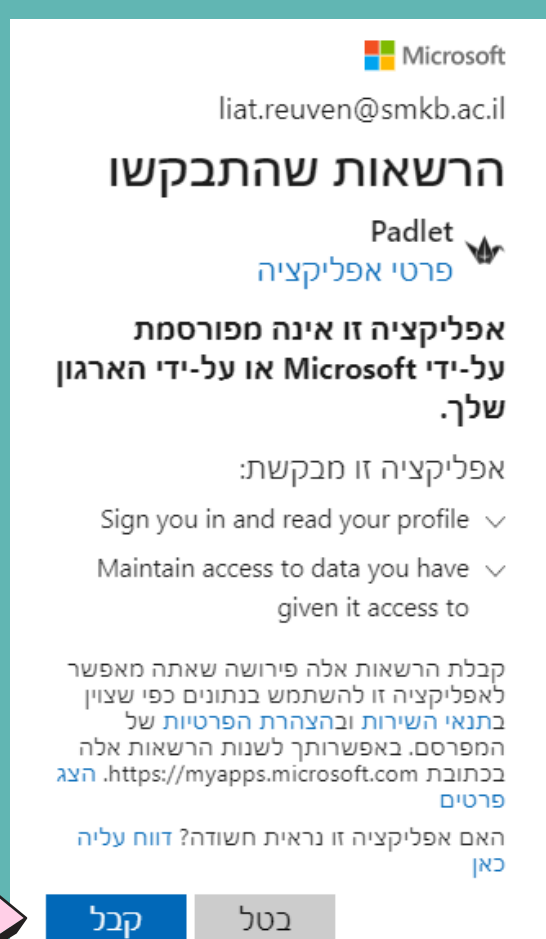 Microsoft
liat.reuven@smkb.ac.il
הרשאות שהתבקשו
Padlet
פרטי אפליקציה
אפליקציה זו אינה מפורסמת
על-ידי Microsoft או על-ידי הארגון
שלך.
אפליקציה זו מבקשת:
Sign you in and read your profile
Maintain access to data you have
given it access to
קבלת הרשאות אלה פירושה שאתה מאפשר
לאפליקציה זו להשתמש בנתונים כפי שצוין
בתנאי השירות ובהצהרת הפרטיות של
המפרסם. באפשרותך לשנות הרשאות אלה
בכתובת https://myapps.microsoft.com. הצג
פרטים
האם אפליקציה זו נראית חשודה? דווח עליה
כאן
בטל
קבל